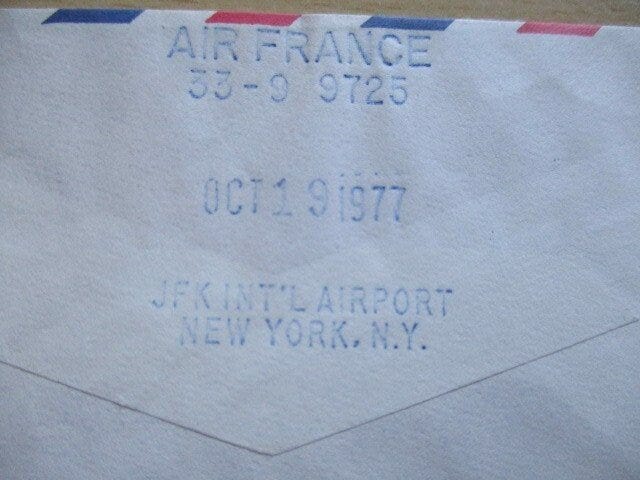 AIR FRANCE
33-9 9725
OCT 19 1977
JFK INT'L AIRPORT
NEW YORK. N.Y.